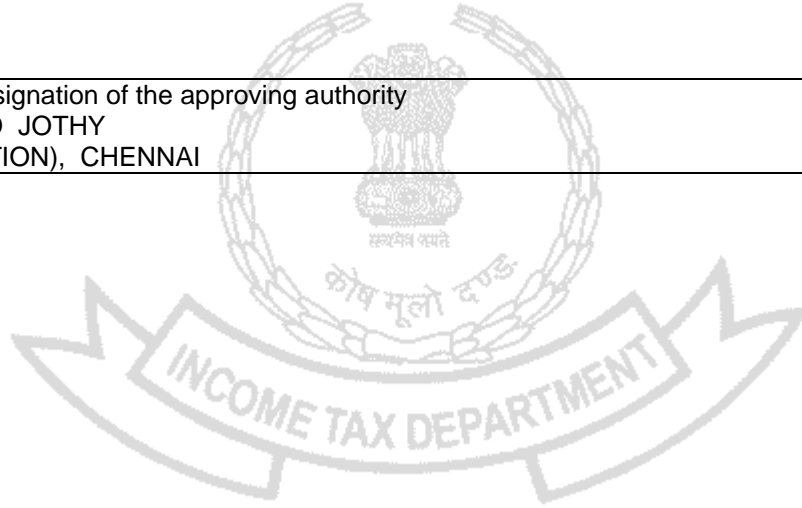 signation of the approving authority
JOTHY
TION), CHENNAI
सत्यमेव जयते
कोष मूलो दण्डः
INCOME TAX DEPARTMENT